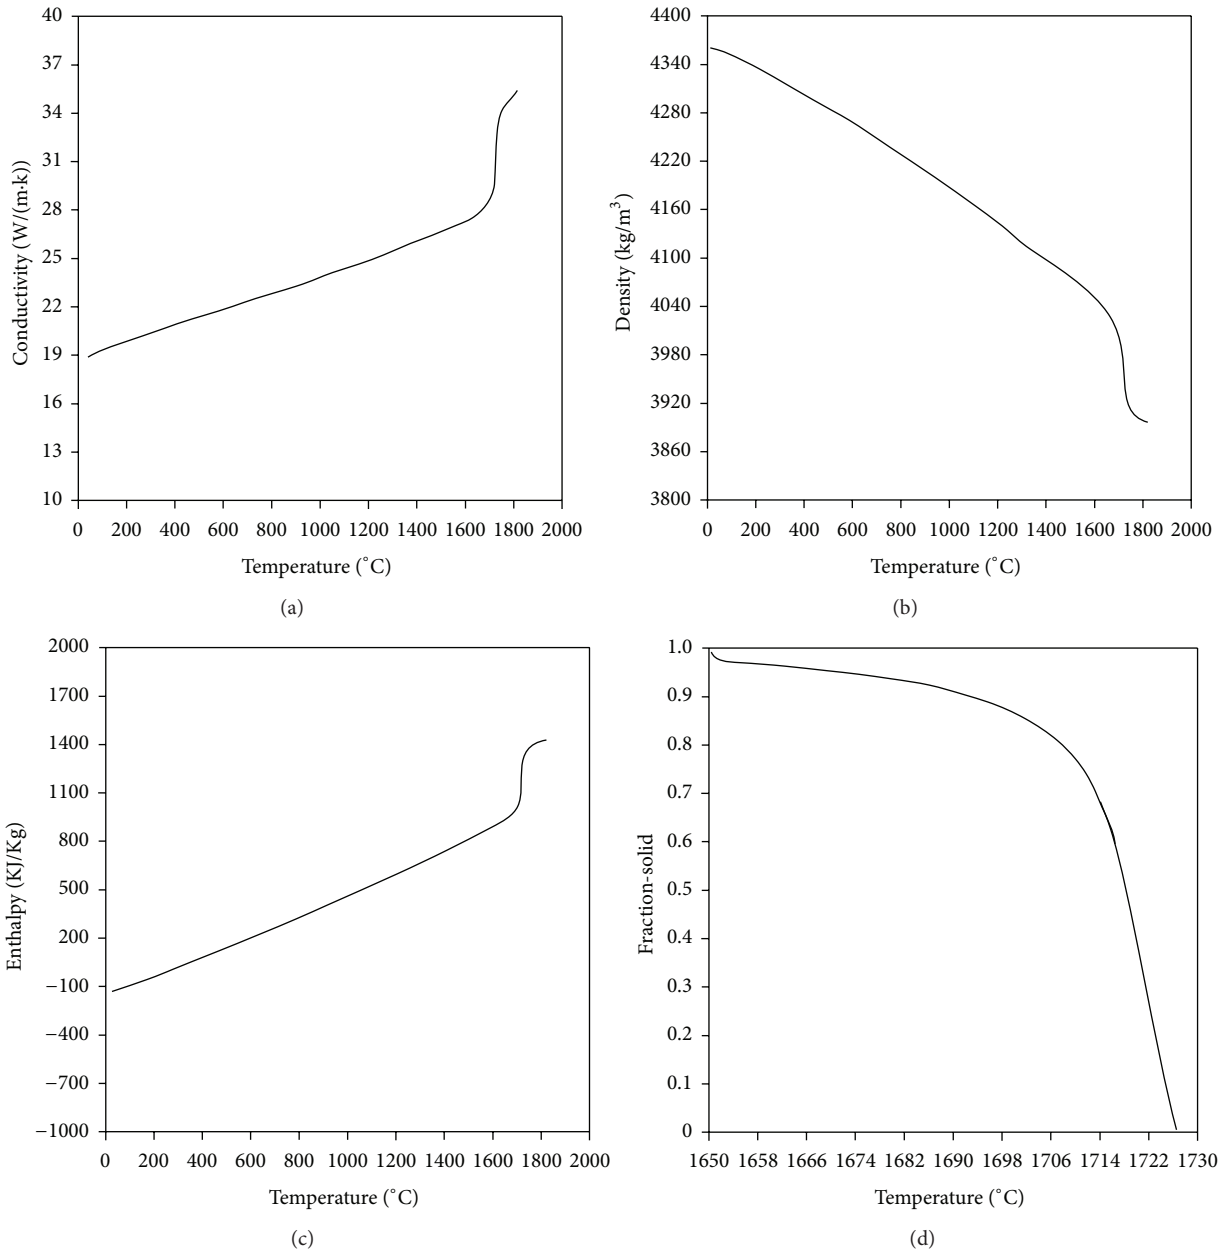 40
37
34
31
28
25
22
19
16
13
10
Conductivity (W/(m·k))
0 200 400 600 800 1000 1200 1400 1600 1800 2000
Temperature (°C)
(a)
4400
4340
4280
4220
4160
4100
4040
3980
3920
3860
3800
Density (kg/m³)
0 200 400 600 800 1000 1200 1400 1600 1800 2000
Temperature (°C)
(b)
2000
1700
1400
1100
800
500
200
−100
−400
−700
−1000
Enthalpy (KJ/Kg)
0 200 400 600 800 1000 1200 1400 1600 1800 2000
Temperature (°C)
(c)
1.0
0.9
0.8
0.7
0.6
0.5
0.4
0.3
0.2
0.1
0
Fraction-solid
1650 1658 1666 1674 1682 1690 1698 1706 1714 1722 1730
Temperature (°C)
(d)